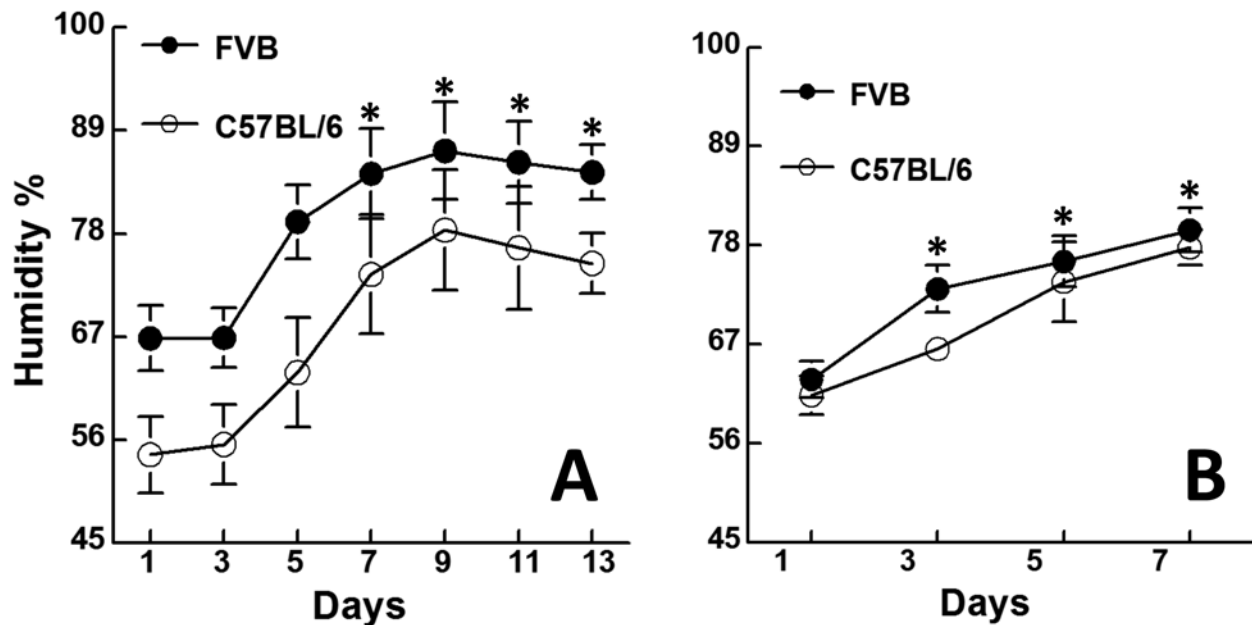 100
FVB
C57BL/6
89
78
67
56
45
Humidity %
* * * *
1 3 5 7 9 11 13
Days
A
100
FVB
C57BL/6
89
78
67
56
45
* * *
1 3 5 7
Days
B